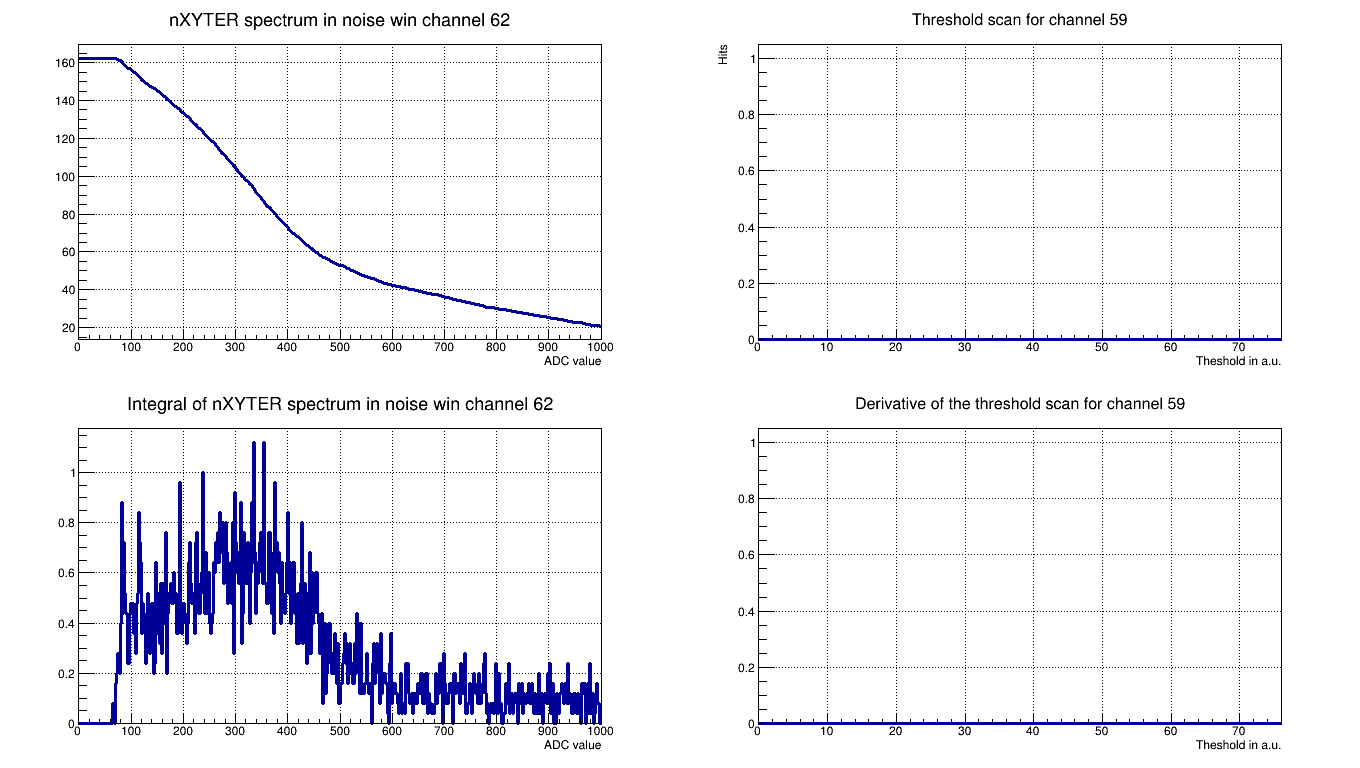 nXYTER spectrum in noise win channel 62
160
140
120
100
80
60
40
20
0 100 200 300 400 500 600 700 800 900 1000
ADC value
Threshold scan for channel 59
Hits
1
0.8
0.6
0.4
0.2
0
0 10 20 30 40 50 60 70
Theshold in a.u.
Integral of nXYTER spectrum in noise win channel 62
1
0.8
0.6
0.4
0.2
0
0 100 200 300 400 500 600 700 800 900 1000
ADC value
Derivative of the threshold scan for channel 59
1
0.8
0.6
0.4
0.2
0
0 10 20 30 40 50 60 70
Theshold in a.u.